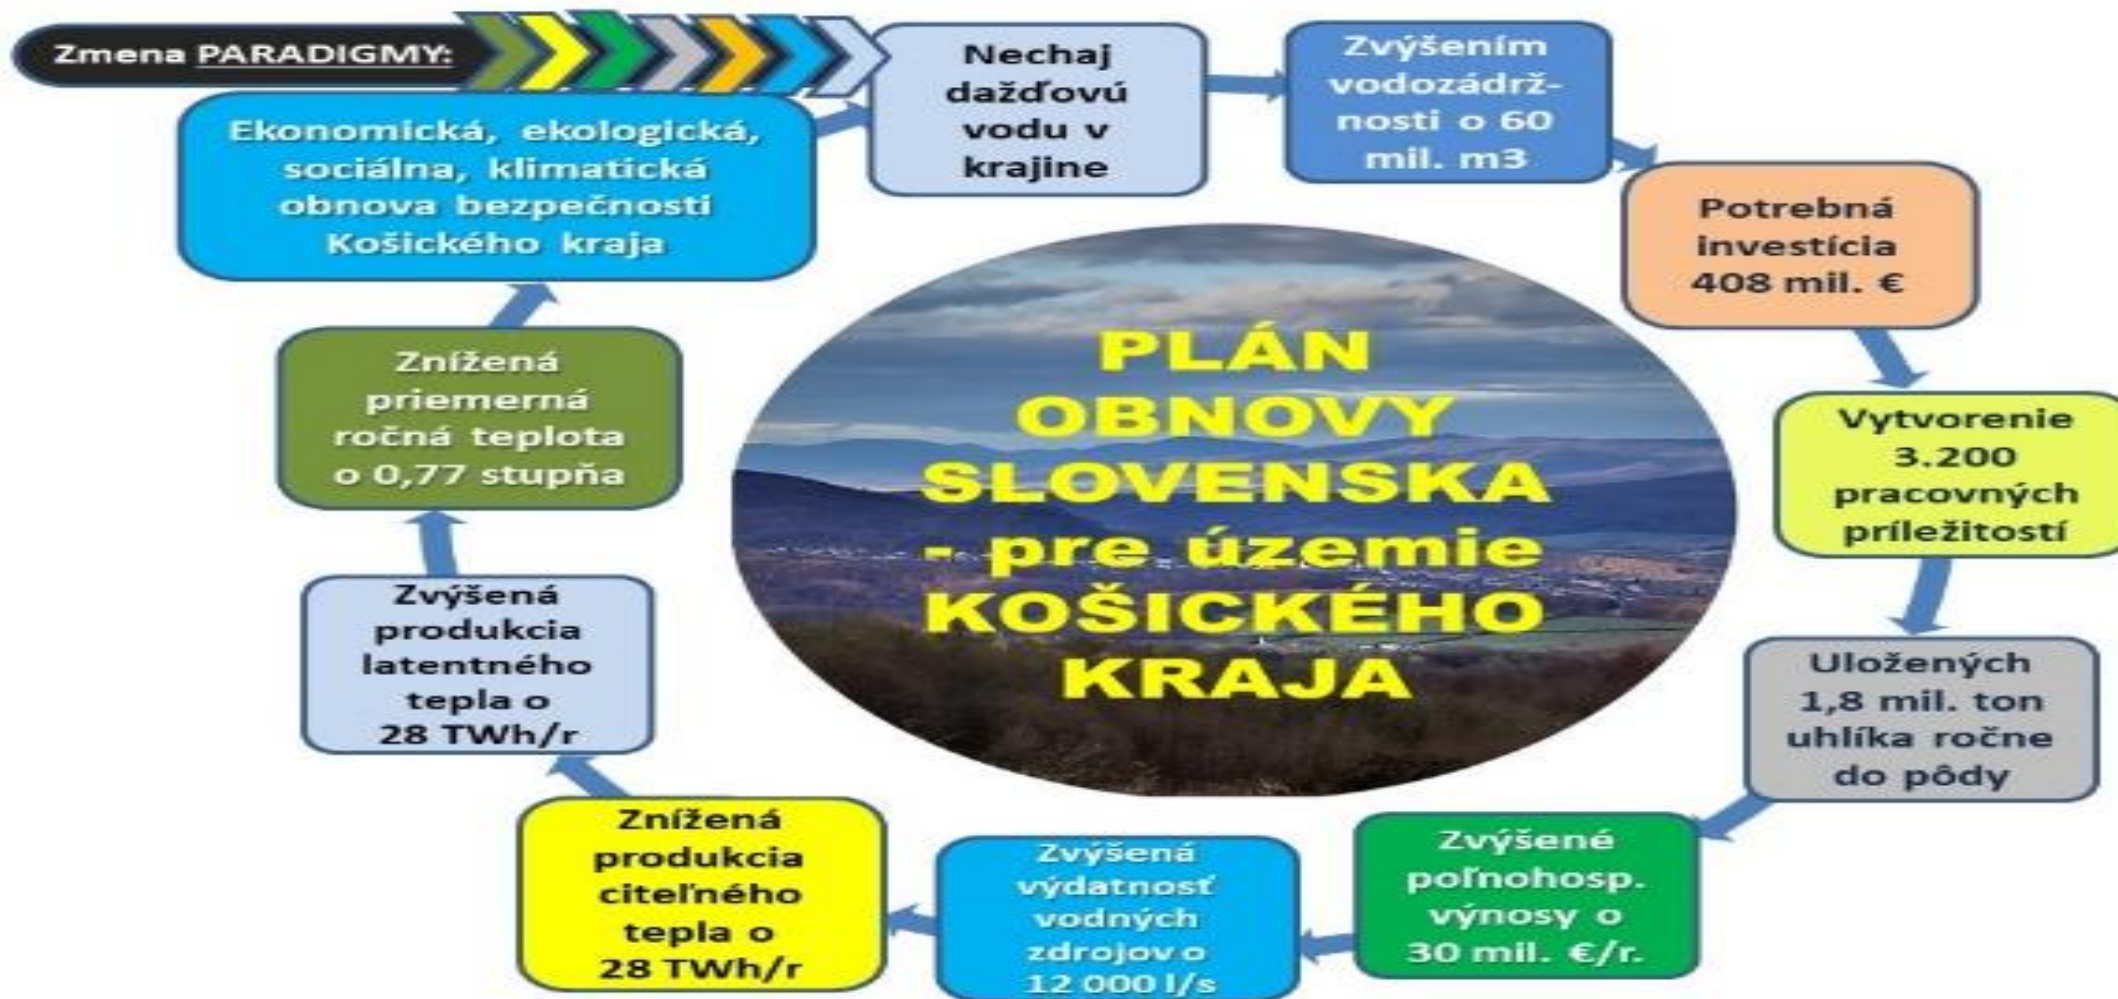 Zmena PARADIGMY:
Nechaj
dažďovú
vodu v
krajine
Zvýšením
vodozádrž-
nosti o 60
mil. m3
Potrebná
investícia
408 mil. €
Vytvorenie
3.200
pracovných
príležitostí
Uložených
1,8 mil. ton
uhlíka ročne
do pôdy
Zvýšené
poľnohosp.
výnosy o
30 mil. €/r.
Zvýšená
výdatnosť
vodných
zdrojov o
12 000 l/s
Znížená
produkcia
citeľného
tepla o
28 TWh/r
Zvýšená
produkcia
latentného
tepla o
28 TWh/r
Znížená
priemerná
ročná teplota
o 0,77 stupňa
Ekonomická, ekologická,
sociálna, klimatická
obnova bezpečnosti
Košického kraja
PLÁN
OBNOVY
SLOVENSKA
- pre územie
KOŠICKÉHO
KRAJA